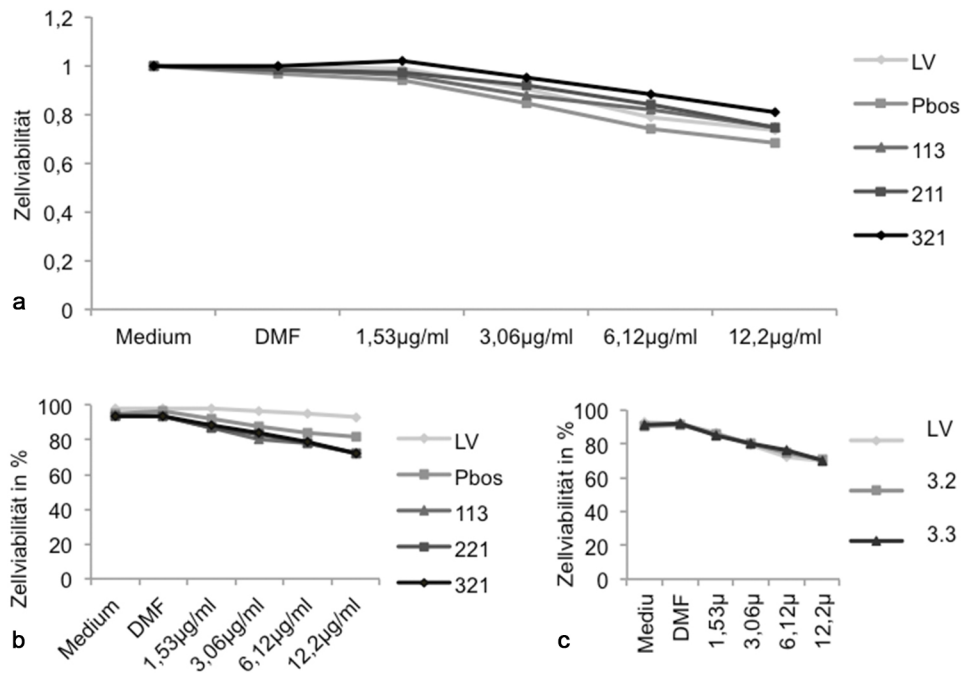 1,2
1
0,8
0,6
0,4
0,2
0
Zellviabilität
a
Medium DMF 1,53µg/ml 3,06µg/ml 6,12µg/ml 12,2µg/ml
LV
Pbos
113
211
321
100
80
60
40
20
0
Zellviabilität in %
b
Medium DMF 1,53µg/ml 3,06µg/ml 6,12µg/ml 12,2µg/ml
LV
Pbos
113
221
321
100
80
60
40
20
0
Zellviabilität in %
c
Mediu DMF 1,53µ 3,06µ 6,12µ 12,2µ
LV
3.2
3.3